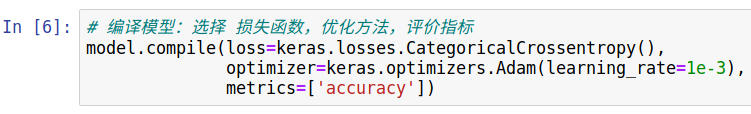 In [6]: # 编译模型：选择 损失函数，优化方法，评价指标
model.compile(loss=keras.losses.CategoricalCrossentropy(),
optimizer=keras.optimizers.Adam(learning_rate=1e-3),
metrics=['accuracy'])